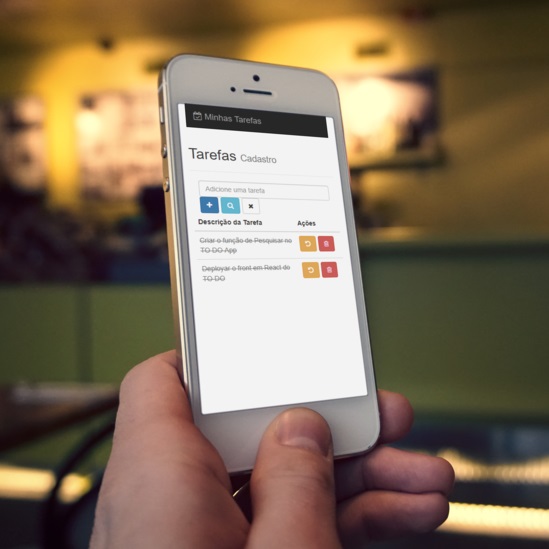 Minhas Tarefas
Tarefas Cadastro
Adicione uma tarefa
Descrição da Tarefa Ações
Criar o função de Pesquisar no
TO DO App
Deployar o front em React do
TO DO